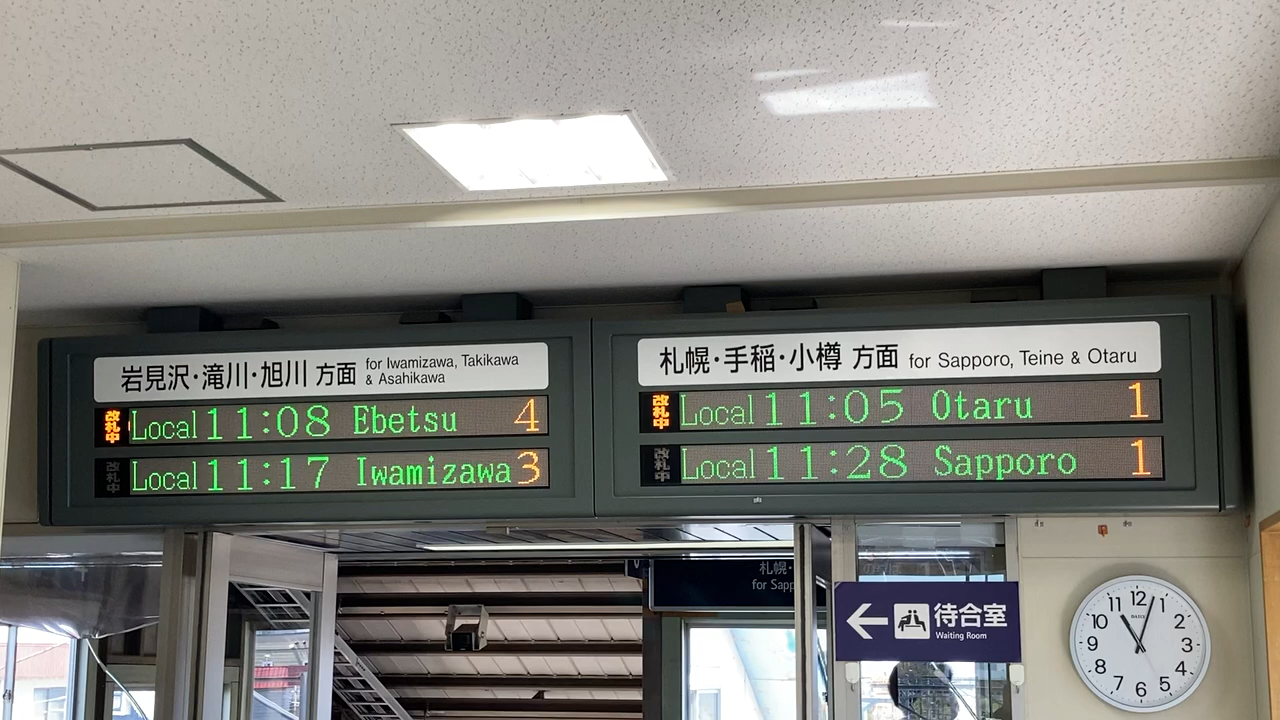 岩見沢・滝川・旭川 方面 for Iwamizawa, Takikawa
& Asahikawa
改札中 Local 11:08 Ebetsu 4
改札中 Local 11:17 Iwamizawa 3
札幌・手稲・小樽 方面 for Sapporo, Teine & Otaru
改札中 Local 11:05 Otaru 1
改札中 Local 11:28 Sapporo 1
札幌・
for Sapp
待合室
Waiting Room
12
1
2
3
4
5
6
7
8
9
10
11